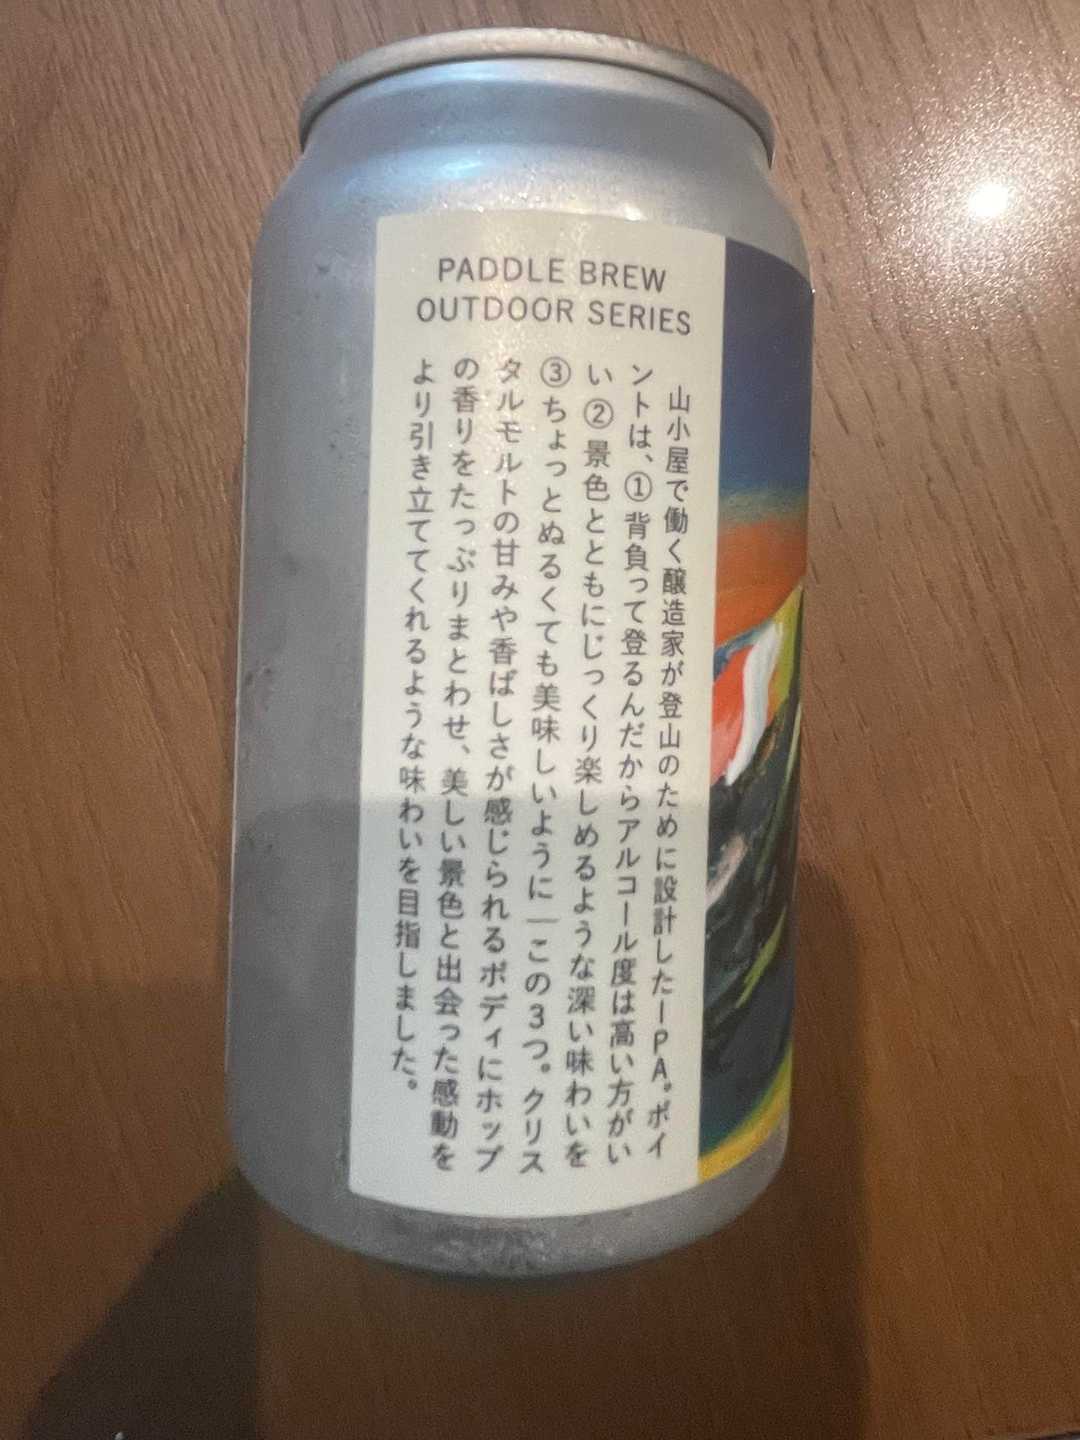 PADDLE BREW
OUTDOOR SERIES
山小屋で働く醸造家が登山のために設計したIPA。ポイ
ントは、①背負って登るんだからアルコール度は高い方がい
い②景色とともにじっくり楽しめるような深い味わいを
③ちょっとぬるくても美味しいように―この3つ。クリス
タルモルトの甘みや香ばしさが感じられるボディにホップ
の香りをたっぷりまとわせ、美しい景色と出会った感動を
より引き立ててくれるような味わいを目指しました。